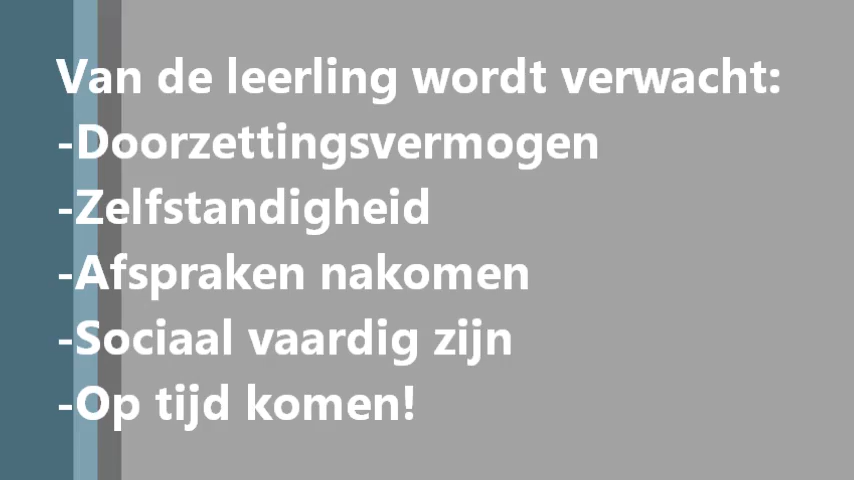 Van de leerling wordt verwacht:
-Doorzettingsvermogen
-Zelfstandigheid
-Afspraken nakomen
-Sociaal vaardig zijn
-Op tijd komen!